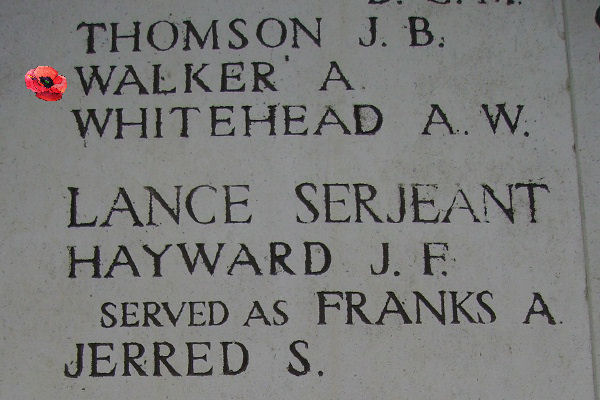 D. C.M.
THOMSON J. B.
WALKER A.
WHITEHEAD A. W.
LANCE SERJEANT
HAYWARD J. F.
SERVED AS FRANKS A.
JERRED S.